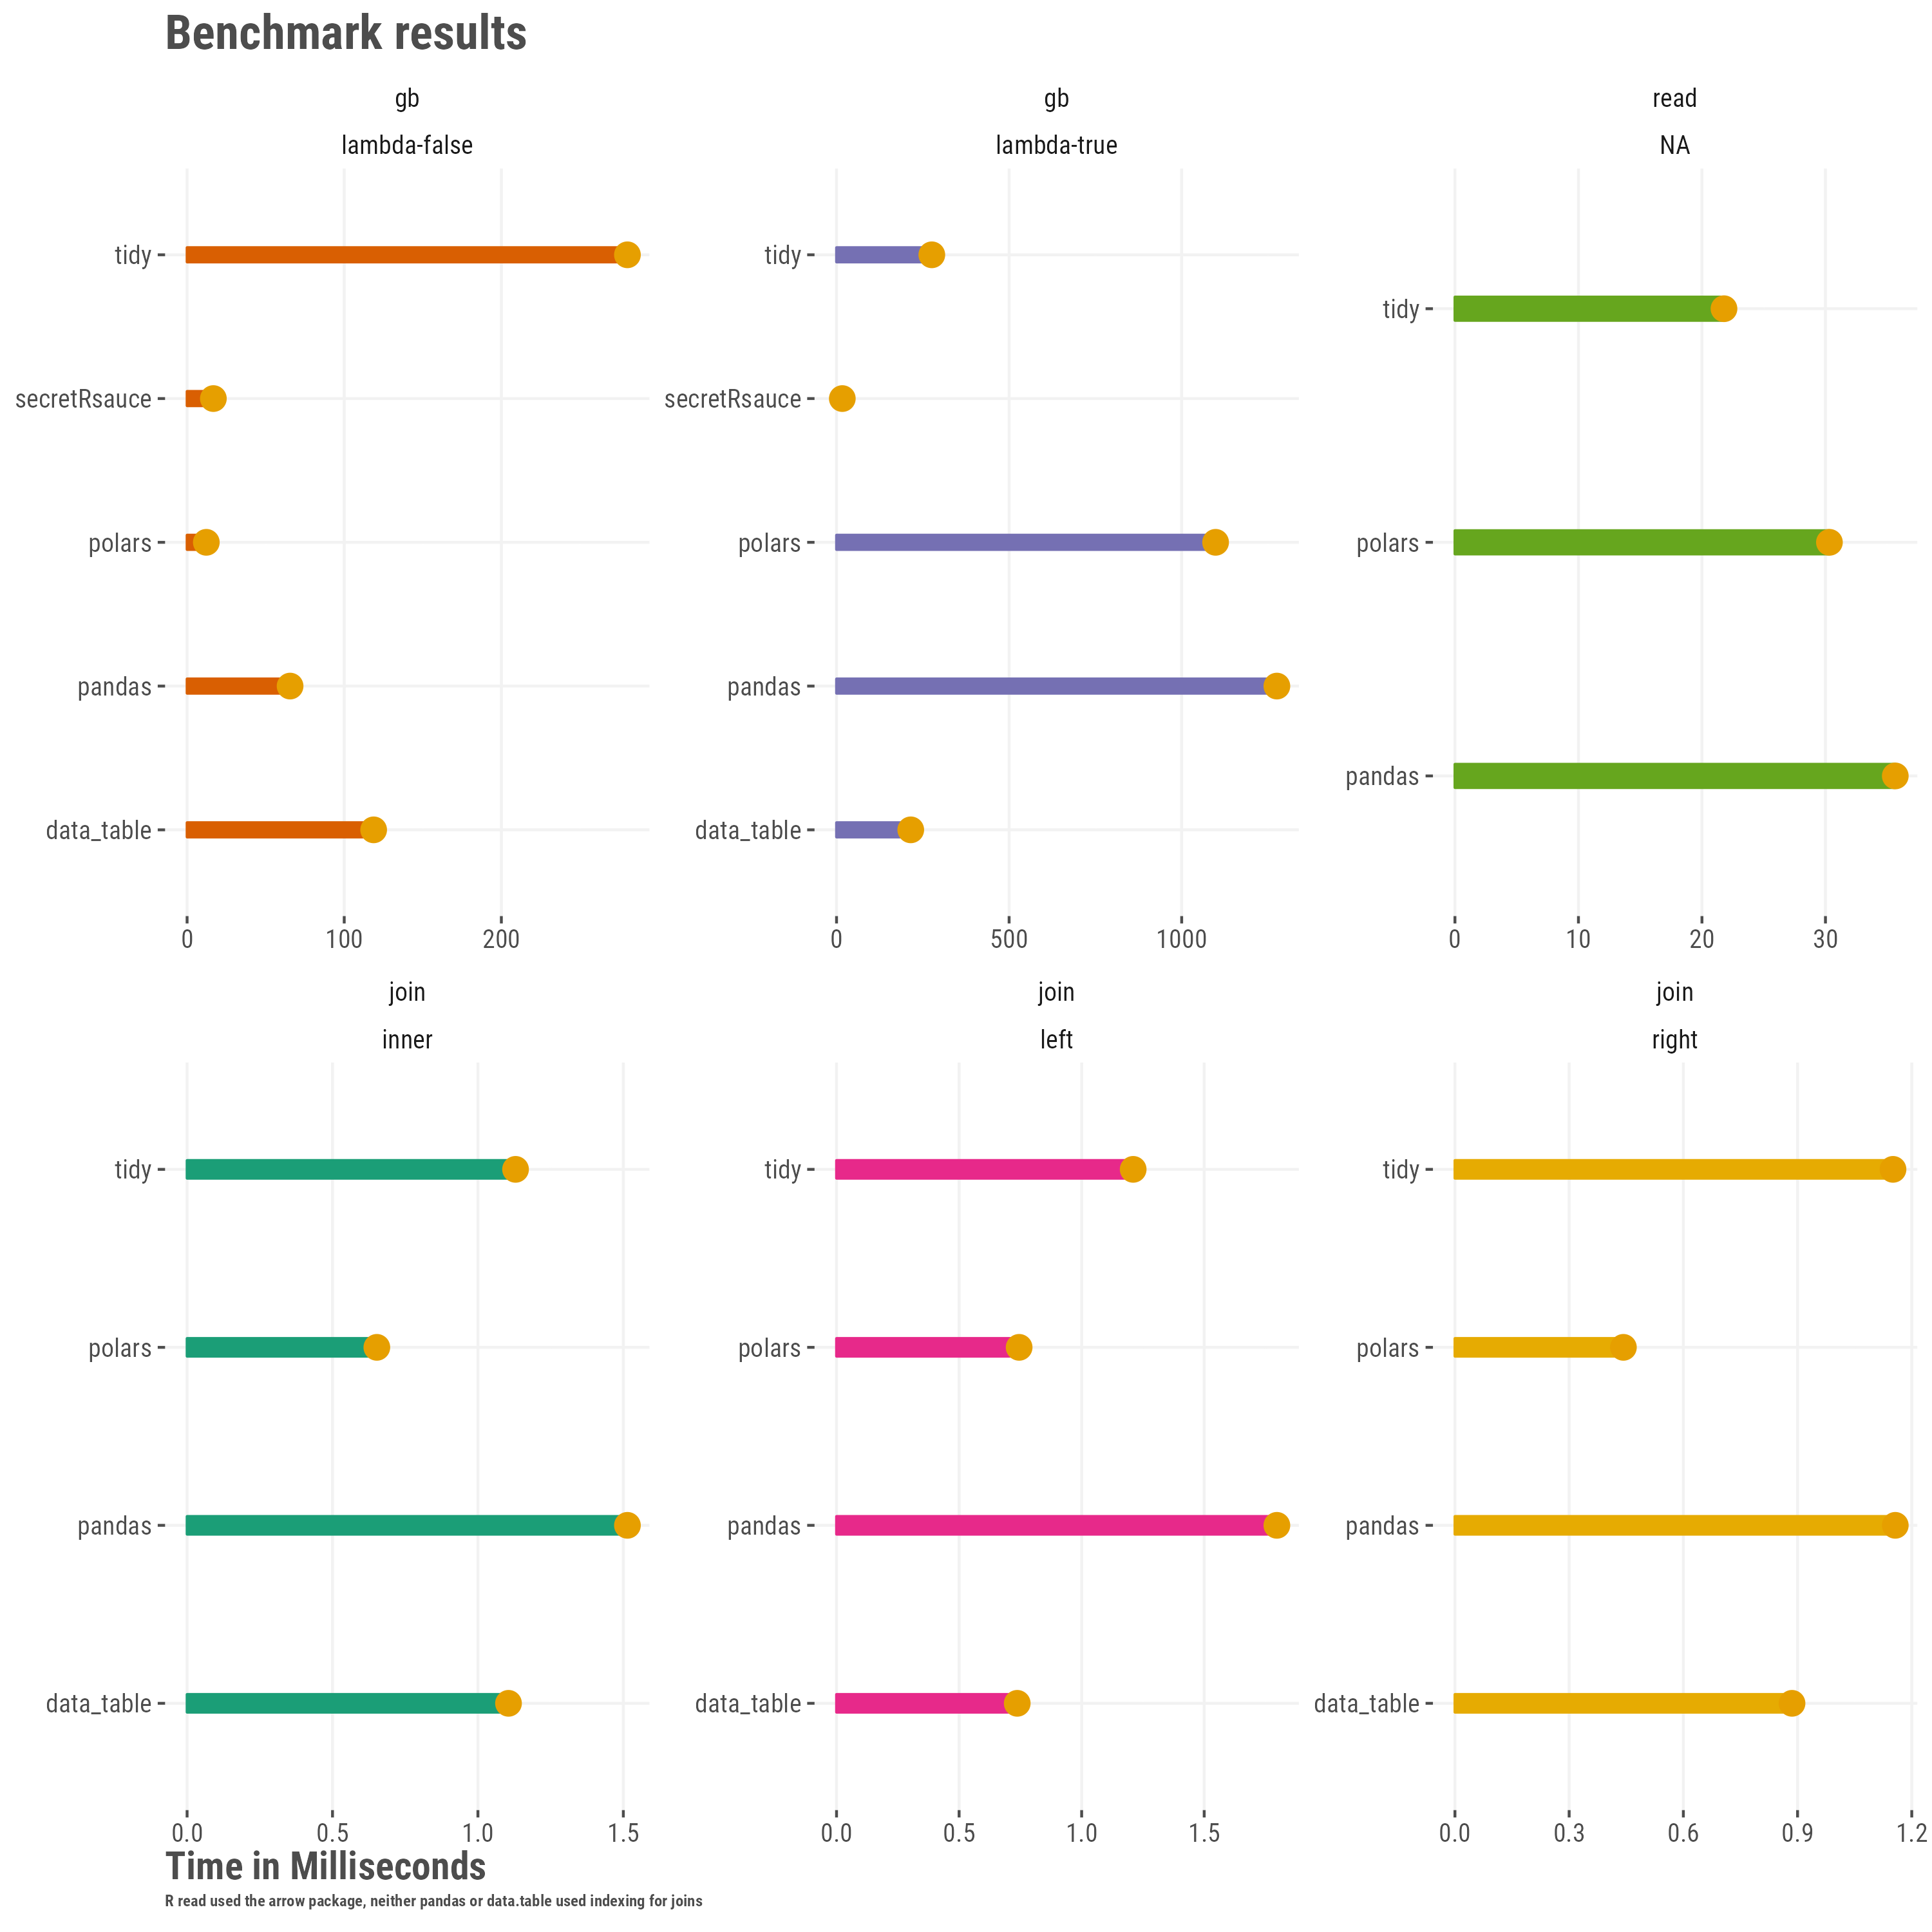 Benchmark results
gb
lambda-false
tidy
secretRsauce
polars
pandas
data_table
0 100 200
gb
lambda-true
tidy
secretRsauce
polars
pandas
data_table
0 500 1000
read
NA
tidy
polars
pandas
0 10 20 30
join
inner
tidy
polars
pandas
data_table
0.0 0.5 1.0 1.5
join
left
tidy
polars
pandas
data_table
0.0 0.5 1.0 1.5
join
right
tidy
polars
pandas
data_table
0.0 0.3 0.6 0.9 1.2
Time in Milliseconds
R read used the arrow package, neither pandas or data.table used indexing for joins